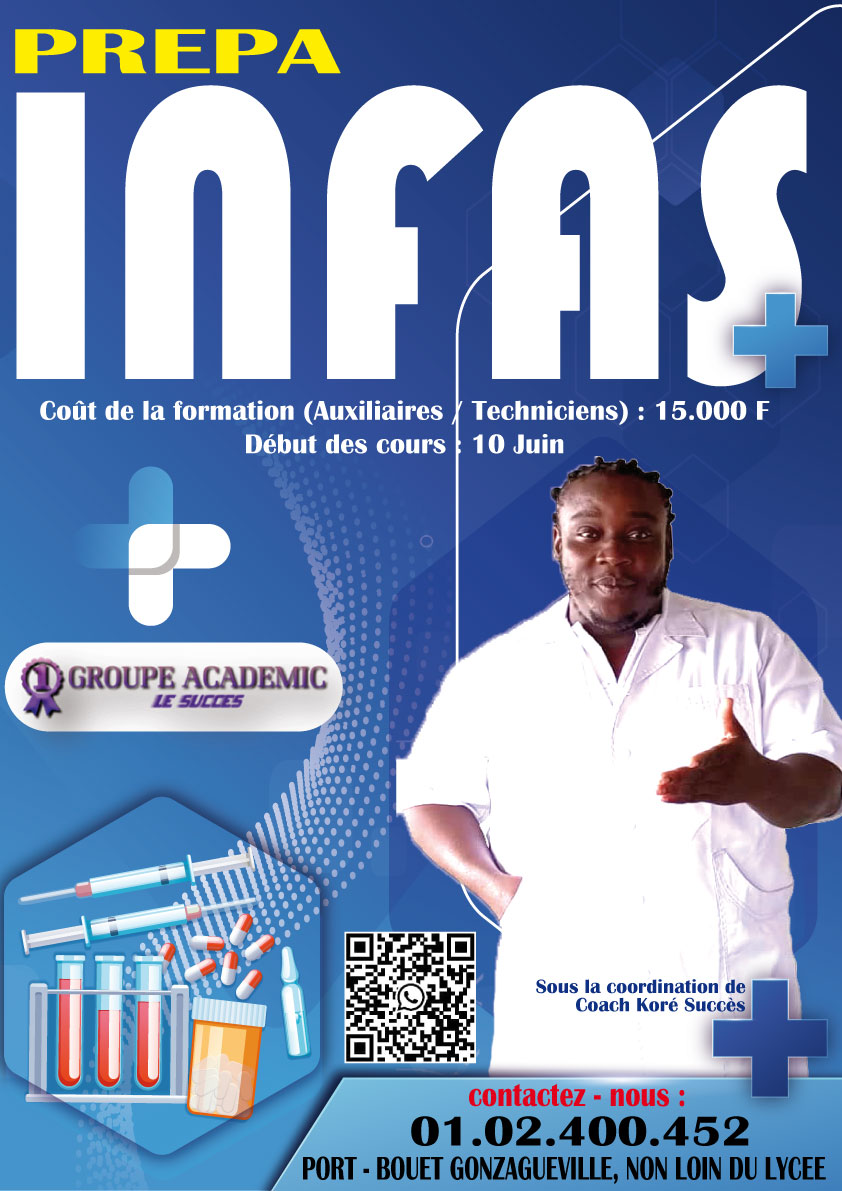 PREPA
INFAS
Coût de la formation (Auxiliaires / Techniciens) : 15.000 F
Début des cours : 10 Juin
1 GROUPE ACADEMIC
LE SUCCES
Sous la coordination de
Coach Koré Succès
contactez - nous :
01.02.400.452
PORT - BOUET GONZAGUEVILLE, NON LOIN DU LYCEE